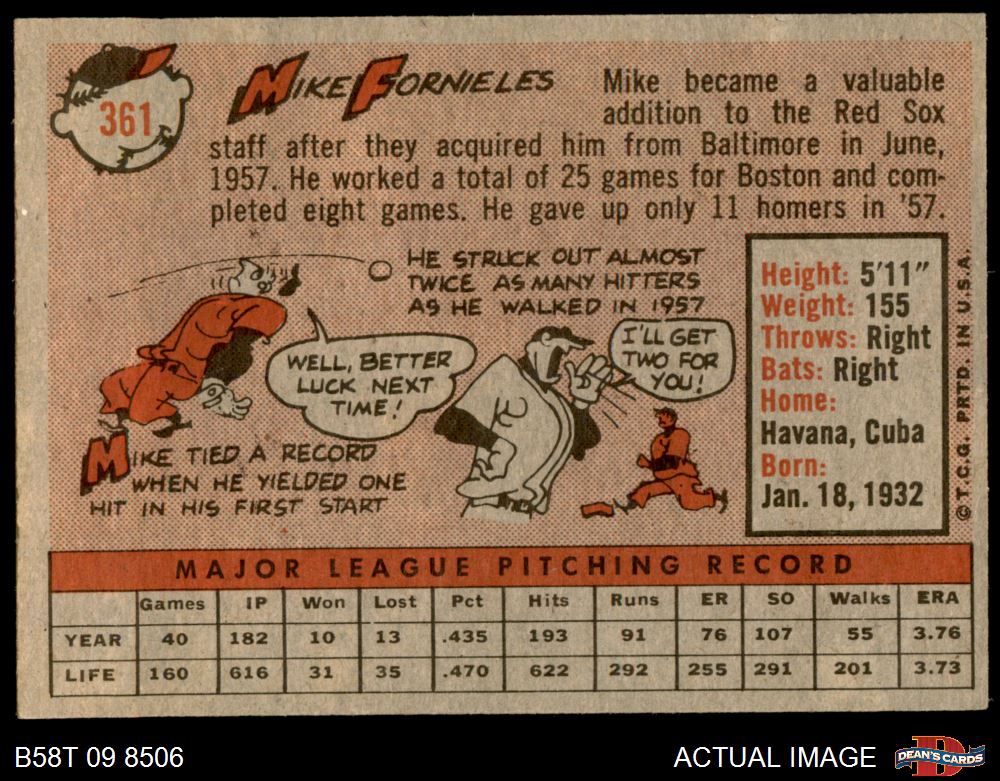 361
MIKE FORNIELES
Mike became a valuable
addition to the Red Sox
staff after they acquired him from Baltimore in June,
1957. He worked a total of 25 games for Boston and com-
pleted eight games. He gave up only 11 homers in '57.
HE STRUCK OUT ALMOST
TWICE AS MANY HITTERS
AS HE WALKED IN 1957
WELL, BETTER
LUCK NEXT
TIME!
I'LL GET
TWO FOR
YOU!
MIKE TIED A RECORD
WHEN HE YIELDED ONE
HIT IN HIS FIRST START
Height: 5'11"
Weight: 155
Throws: Right
Bats: Right
Home:
Havana, Cuba
Born:
Jan. 18, 1932
© T.C.G. PRTD. IN U.S.A.
MAJOR LEAGUE PITCHING RECORD
Games IP Won Lost Pct Hits Runs ER SO Walks ERA
YEAR 40 182 10 13 .435 193 91 76 107 55 3.76
LIFE 160 616 31 35 .470 622 292 255 291 201 3.73
B58T 09 8506
ACTUAL IMAGE
D
DEAN'S CARDS